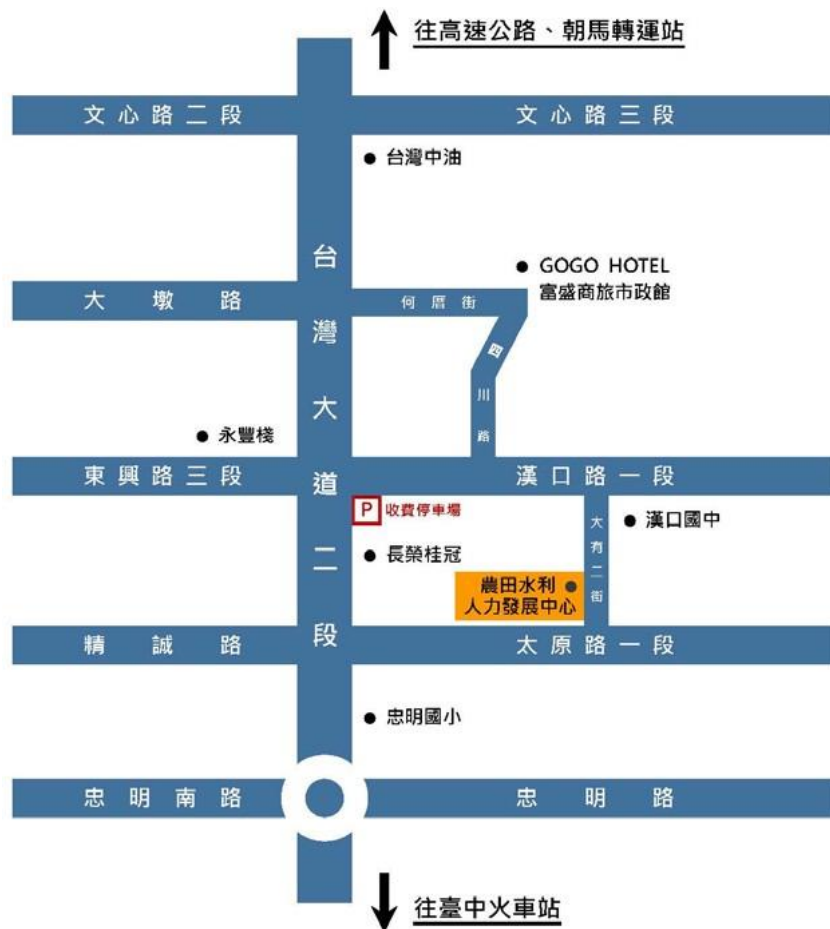 往高速公路、朝馬轉運站
文心路二段
文心路三段
台灣中油
台灣大道二段
GOGO HOTEL
富盛商旅市政館
大墩路
何厝街
四川路
永豐棧
東興路三段
漢口路一段
P 收費停車場
大有二街
漢口國中
長榮桂冠
農田水利
人力發展中心
精誠路
太原路一段
忠明國小
忠明南路
忠明路
往臺中火車站